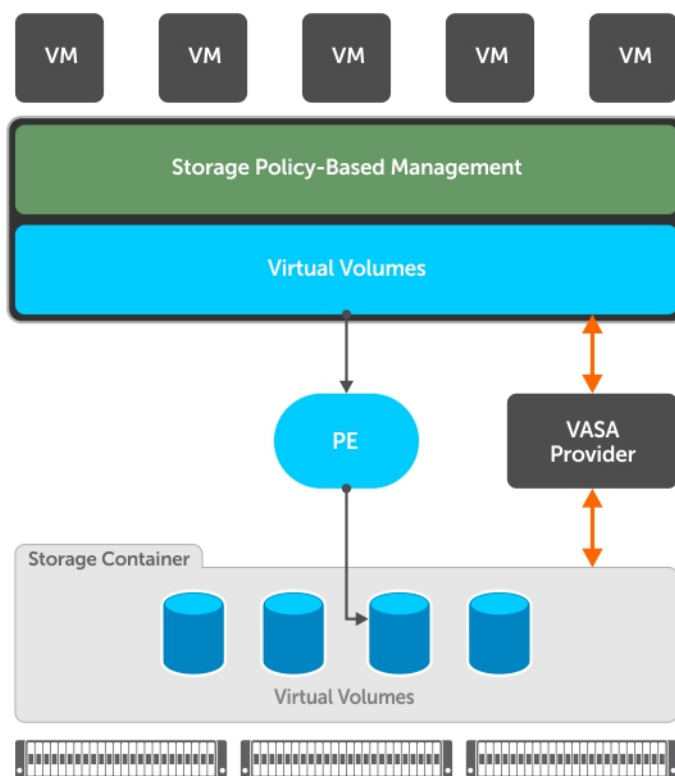 VM VM VM VM VM
Storage Policy-Based Management
Virtual Volumes
PE
VASA
Provider
Storage Container
Virtual Volumes